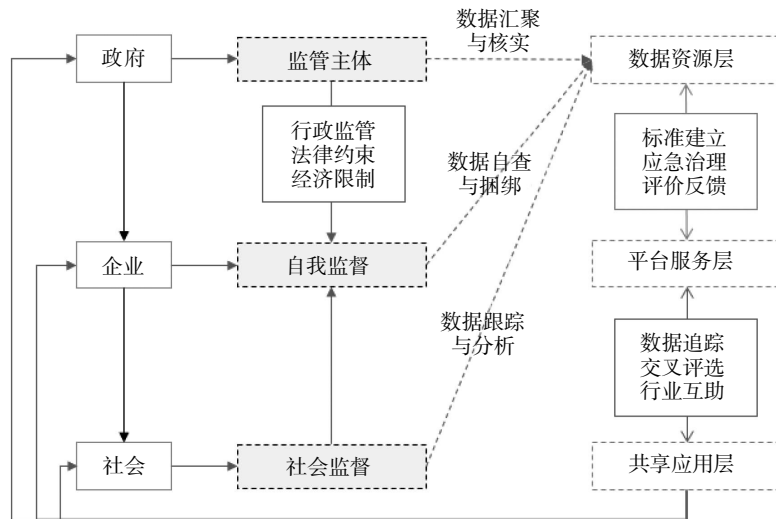 政府
监管主体
数据汇聚
与核实
数据资源层
行政监管
法律约束
经济限制
数据自查
与捆绑
标准建立
应急治理
评价反馈
企业
自我监督
平台服务层
数据跟踪
与分析
数据追踪
交叉评选
行业互助
社会
社会监督
共享应用层